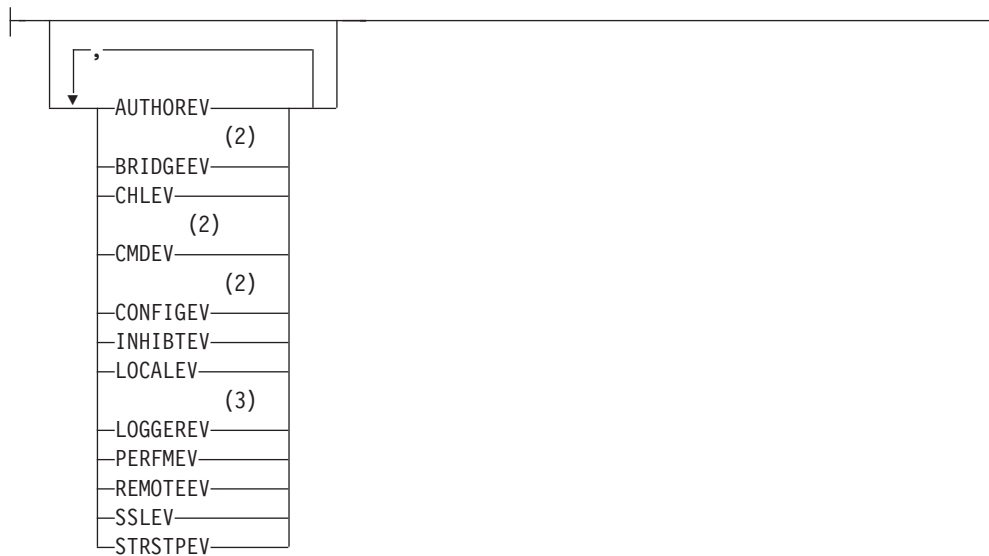 ,
AUTHOREV
(2)
BRIDGEEV
CHLEV
(2)
CMDEV
(2)
CONFIGEV
INHIBTEV
LOCALEV
(3)
LOGGEREV
PERFMEV
REMOTEEV
SSLEV
STRSTPEV